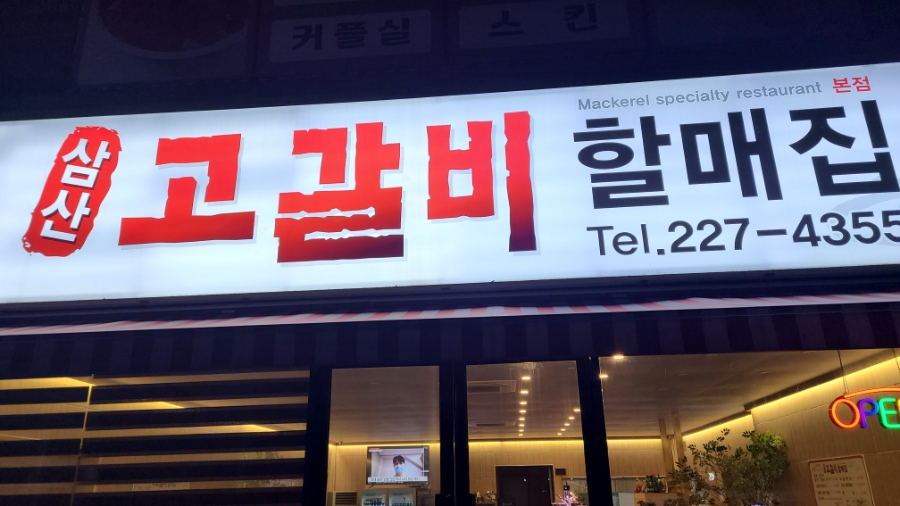 커플실
스킨
Mackerel specialty restaurant 본점
삼산
고갈비
할매집
Tel.227-4355
OPE